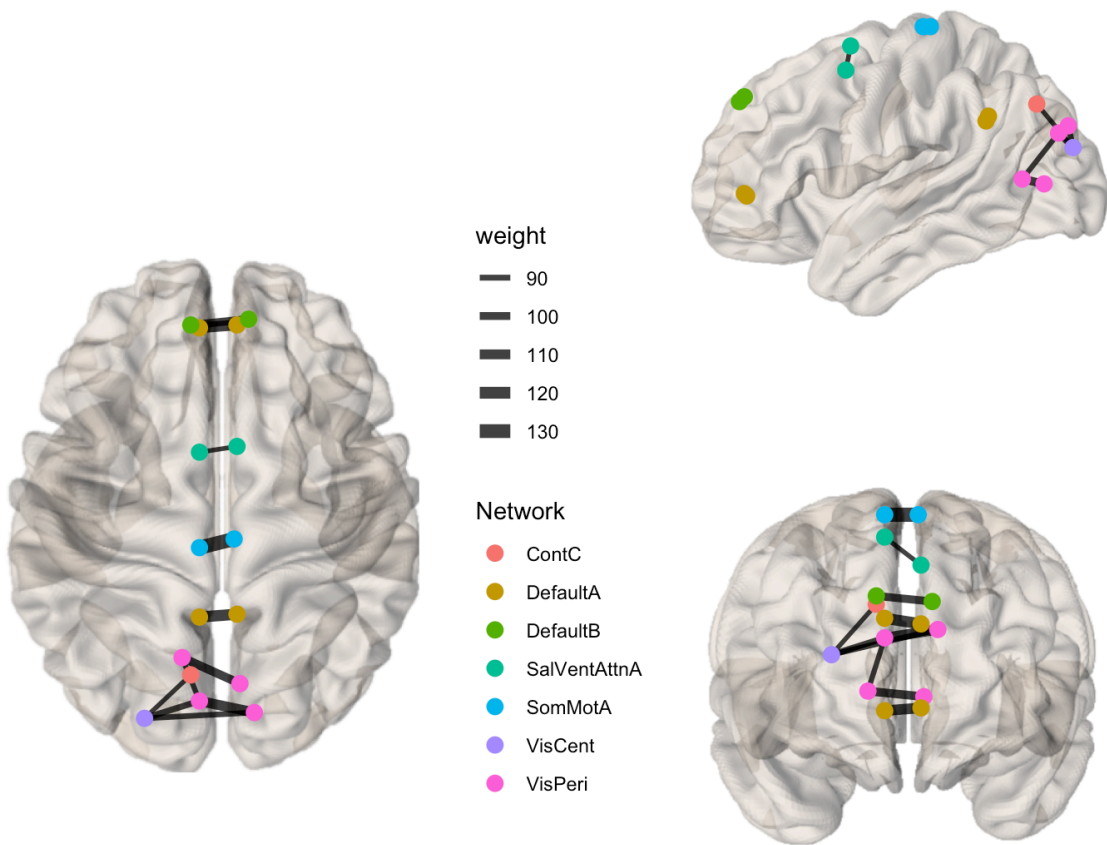 weight
90
100
110
120
130
Network
ContC
DefaultA
DefaultB
SalVentAttnA
SomMotA
VisCent
VisPeri